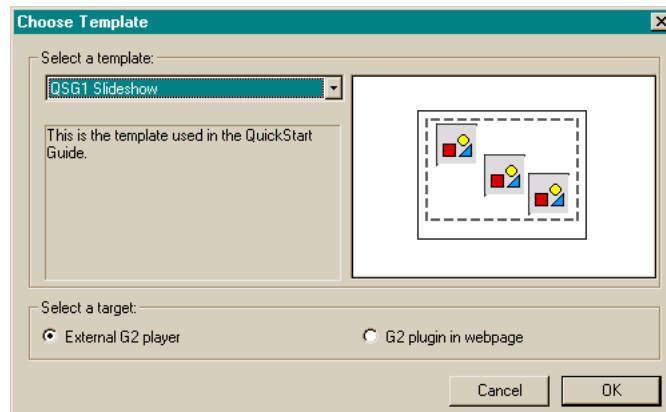 Choose Template
Select a template:
QSG1 Slideshow
This is the template used in the QuickStart
Guide.
Select a target:
External G2 player
G2 plugin in webpage
Cancel
OK